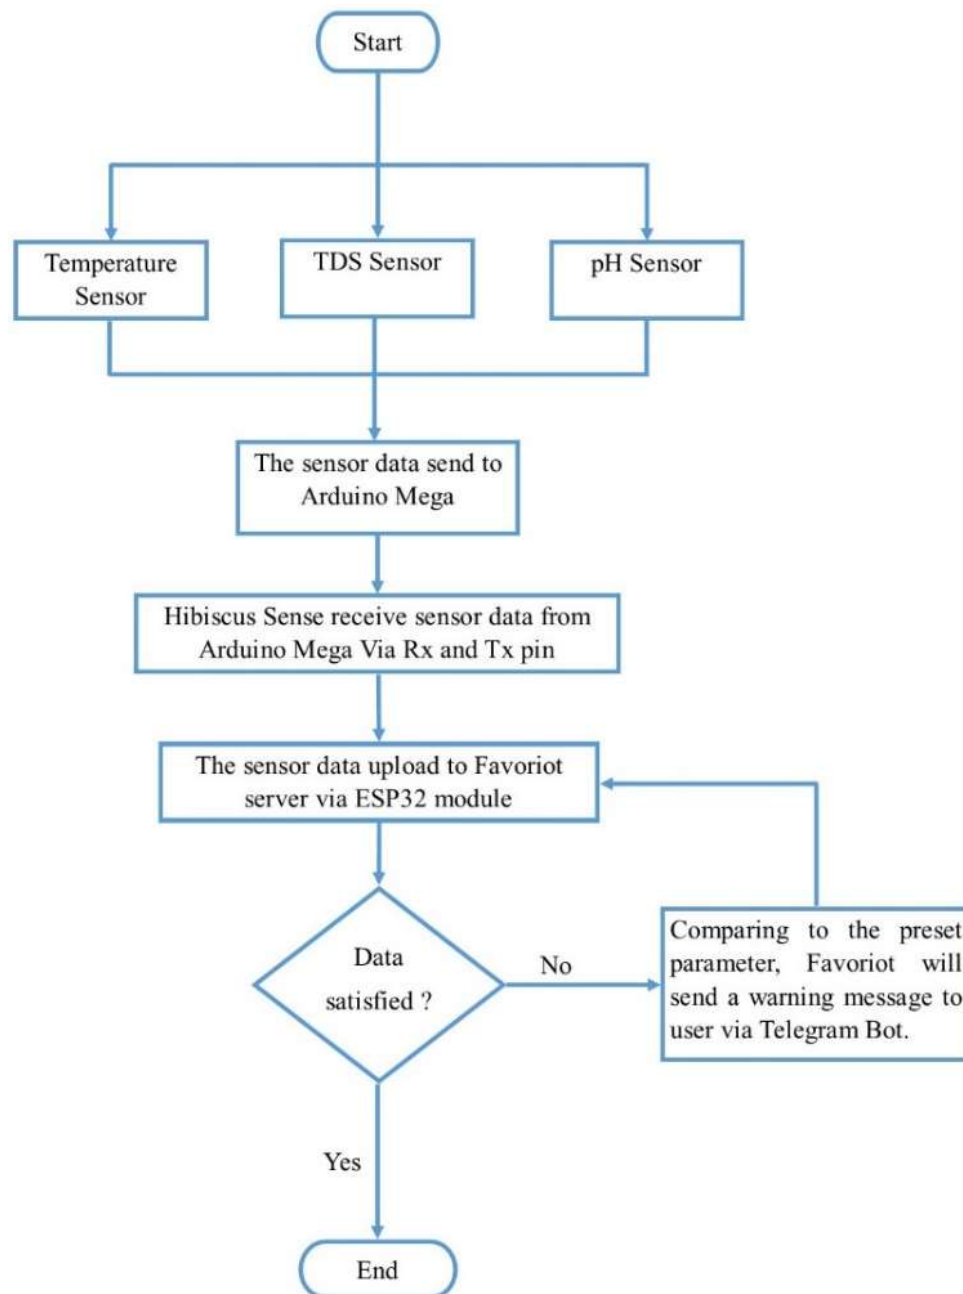 Start
Temperature
Sensor
TDS Sensor
pH Sensor
The sensor data send to
Arduino Mega
Hibiscus Sense receive sensor data from
Arduino Mega Via Rx and Tx pin
The sensor data upload to Favoriot
server via ESP32 module
Data
satisfied ?
No
Comparing to the preset
parameter, Favoriot will
send a warning message to
user via Telegram Bot.
Yes
End